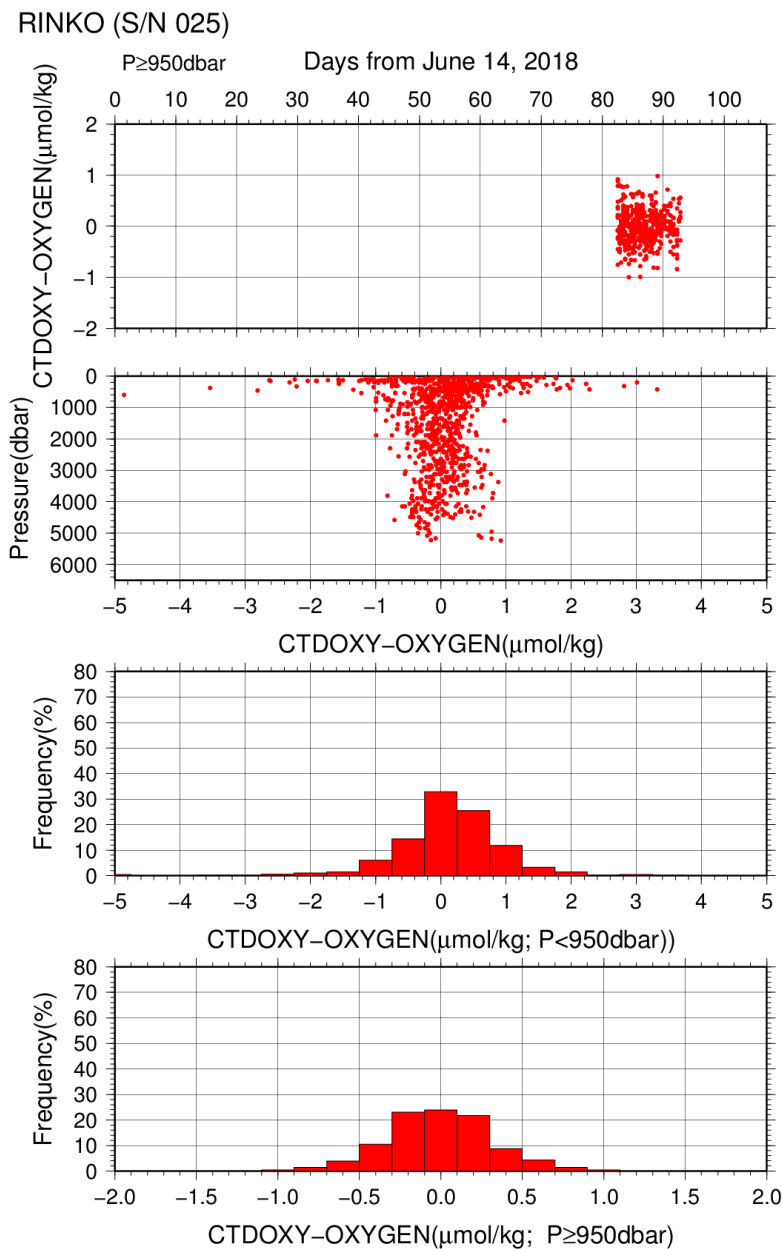 RINKO (S/N 025)
P≥950dbar
Days from June 14, 2018
0 10 20 30 40 50 60 70 80 90 100
CTDOXY−OXYGEN(μmol/kg)
2
1
0
−1
−2
Pressure(dbar)
0
1000
2000
3000
4000
5000
6000
−5 −4 −3 −2 −1 0 1 2 3 4 5
CTDOXY−OXYGEN(μmol/kg)
Frequency(%)
80
70
60
50
40
30
20
10
0
−5 −4 −3 −2 −1 0 1 2 3 4 5
CTDOXY−OXYGEN(μmol/kg; P<950dbar))
Frequency(%)
80
70
60
50
40
30
20
10
0
−2.0 −1.5 −1.0 −0.5 0.0 0.5 1.0 1.5 2.0
CTDOXY−OXYGEN(μmol/kg; P≥950dbar)